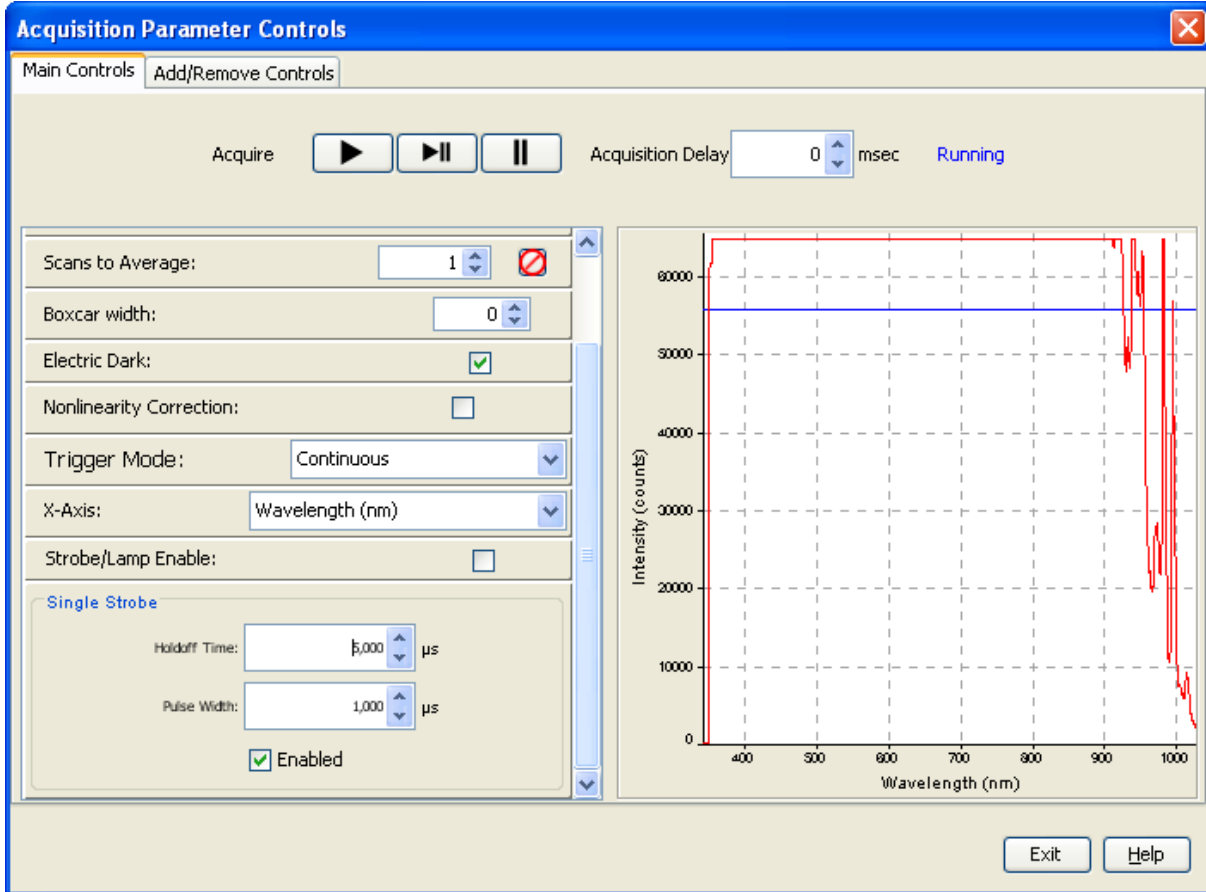 Acquisition Parameter Controls
Main Controls Add/Remove Controls
Acquire Acquisition Delay 0 msec Running
Scans to Average: 1
Boxcar width: 0
Electric Dark:
Nonlinearity Correction:
Trigger Mode: Continuous
X-Axis: Wavelength (nm)
Strobe/Lamp Enable:
Single Strobe
Holdoff Time: 5,000 µs
Pulse Width: 1,000 µs
Enabled
60000
50000
40000
30000
20000
10000
0
Intensity (counts)
400 500 600 700 800 900 1000
Wavelength (nm)
Exit Help